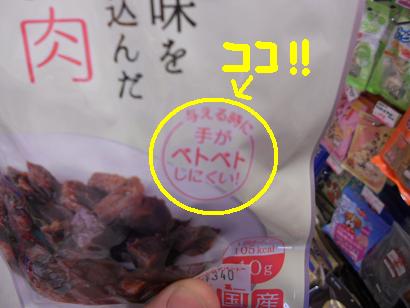 味を
込んだ
肉
ココ!!
与える時に
手が
ベトベト
じにくい!
105kcal
40g
¥340
国産